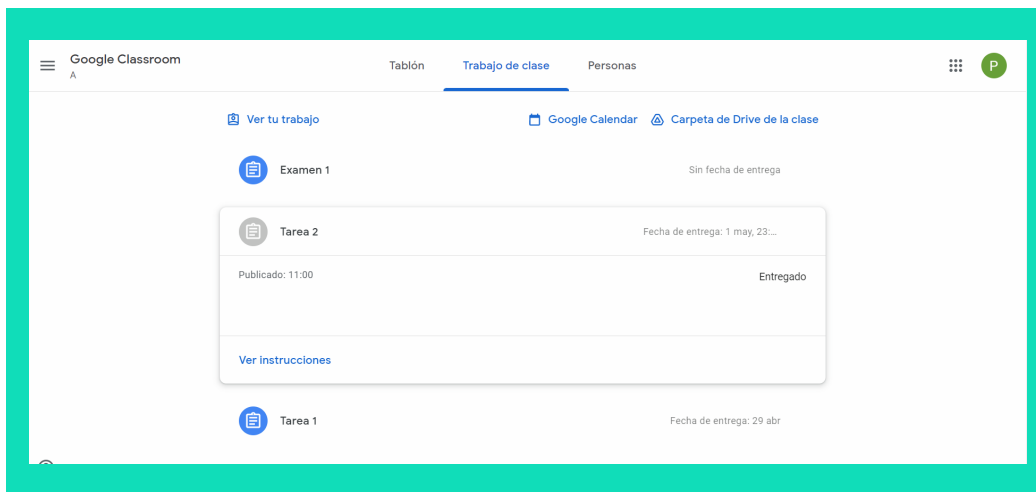 Google Classroom
A
Tablón
Trabajo de clase
Personas
P
Ver tu trabajo
Google Calendar
Carpeta de Drive de la clase
Examen 1
Sin fecha de entrega
Tarea 2
Fecha de entrega: 1 may, 23:...
Publicado: 11:00
Entregado
Ver instrucciones
Tarea 1
Fecha de entrega: 29 abr